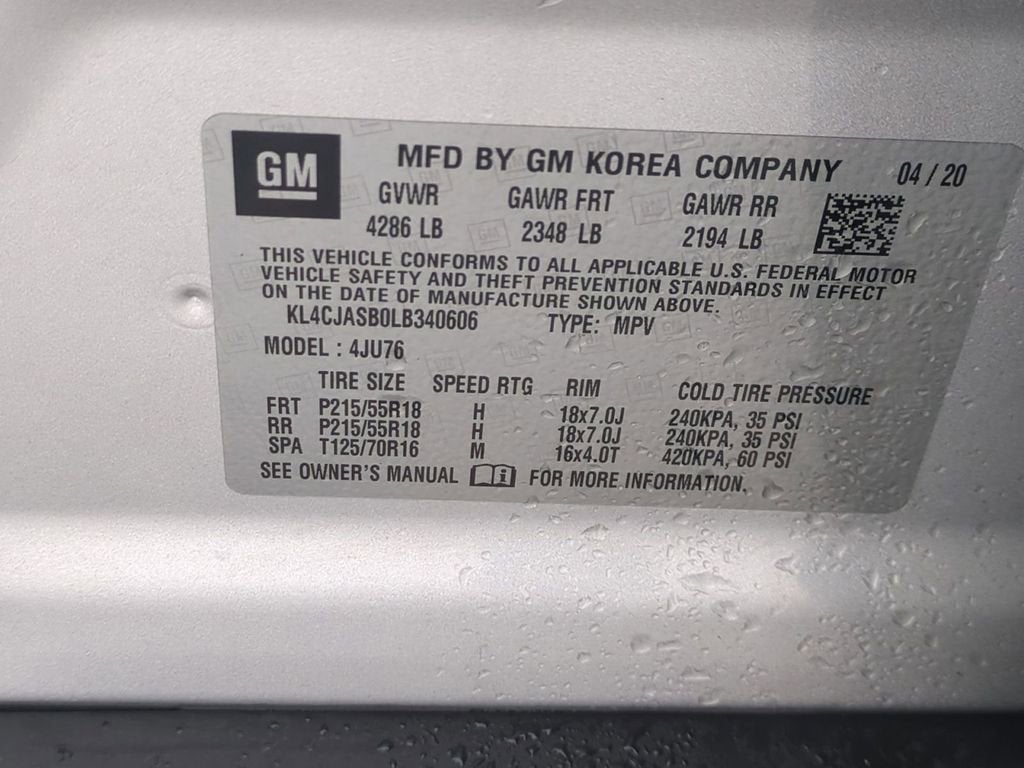 GM MFD BY GM KOREA COMPANY 04 / 20
GVWR GAWR FRT GAWR RR
4286 LB 2348 LB 2194 LB
THIS VEHICLE CONFORMS TO ALL APPLICABLE U.S. FEDERAL MOTOR
VEHICLE SAFETY AND THEFT PREVENTION STANDARDS IN EFFECT
ON THE DATE OF MANUFACTURE SHOWN ABOVE.
KL4CJASB0LB340606 TYPE: MPV
MODEL : 4JU76
TIRE SIZE SPEED RTG RIM COLD TIRE PRESSURE
FRT P215/55R18 H 18x7.0J 240KPA, 35 PSI
RR P215/55R18 H 18x7.0J 240KPA, 35 PSI
SPA T125/70R16 M 16x4.0T 420KPA, 60 PSI
SEE OWNER'S MANUAL FOR MORE INFORMATION.